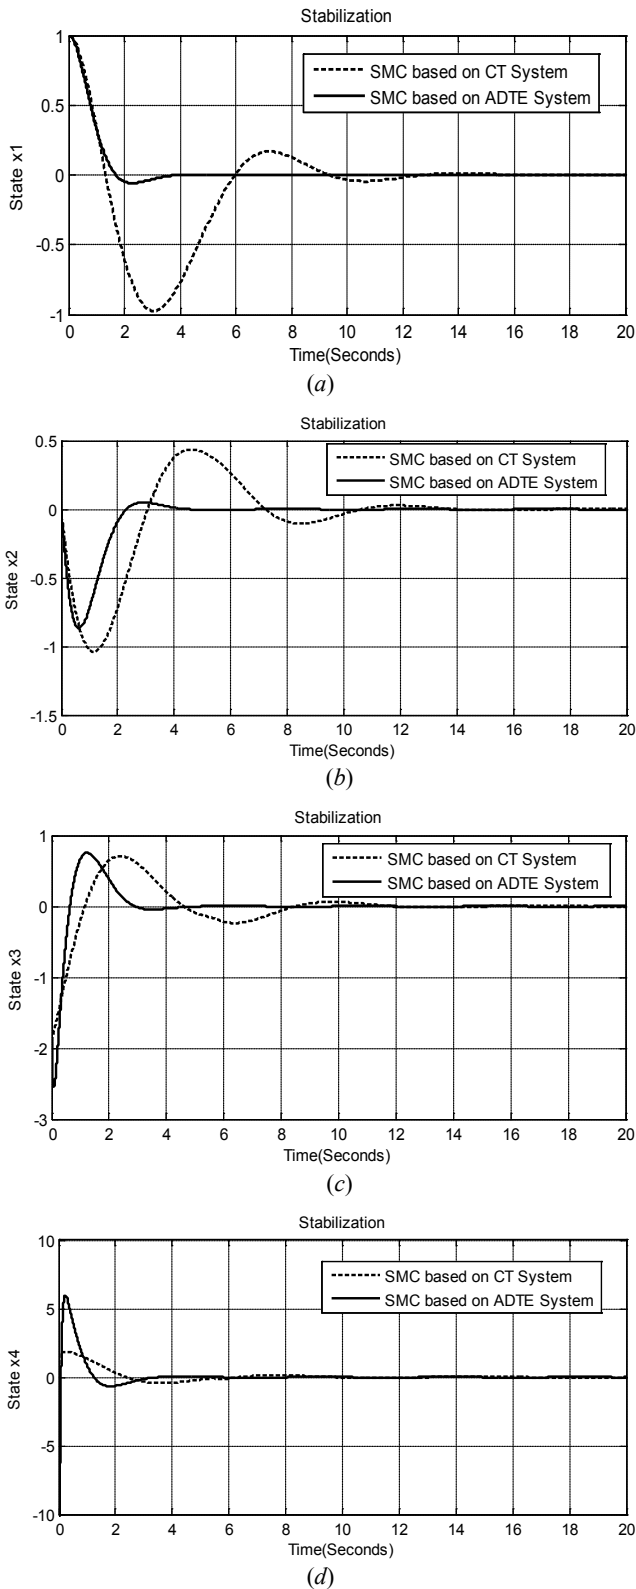 Stabilization
1
SMC based on CT System
SMC based on ADTE System
0.5
State x1
0
-0.5
-1
0 2 4 6 8 10 12 14 16 18 20
Time(Seconds)
(a)
Stabilization
0.5
SMC based on CT System
SMC based on ADTE System
0
State x2
-0.5
-1
-1.5
0 2 4 6 8 10 12 14 16 18 20
Time(Seconds)
(b)
Stabilization
1
SMC based on CT System
SMC based on ADTE System
0
State x3
-1
-2
-3
0 2 4 6 8 10 12 14 16 18 20
Time(Seconds)
(c)
Stabilization
10
SMC based on CT System
SMC based on ADTE System
5
State x4
0
-5
-10
0 2 4 6 8 10 12 14 16 18 20
Time(Seconds)
(d)